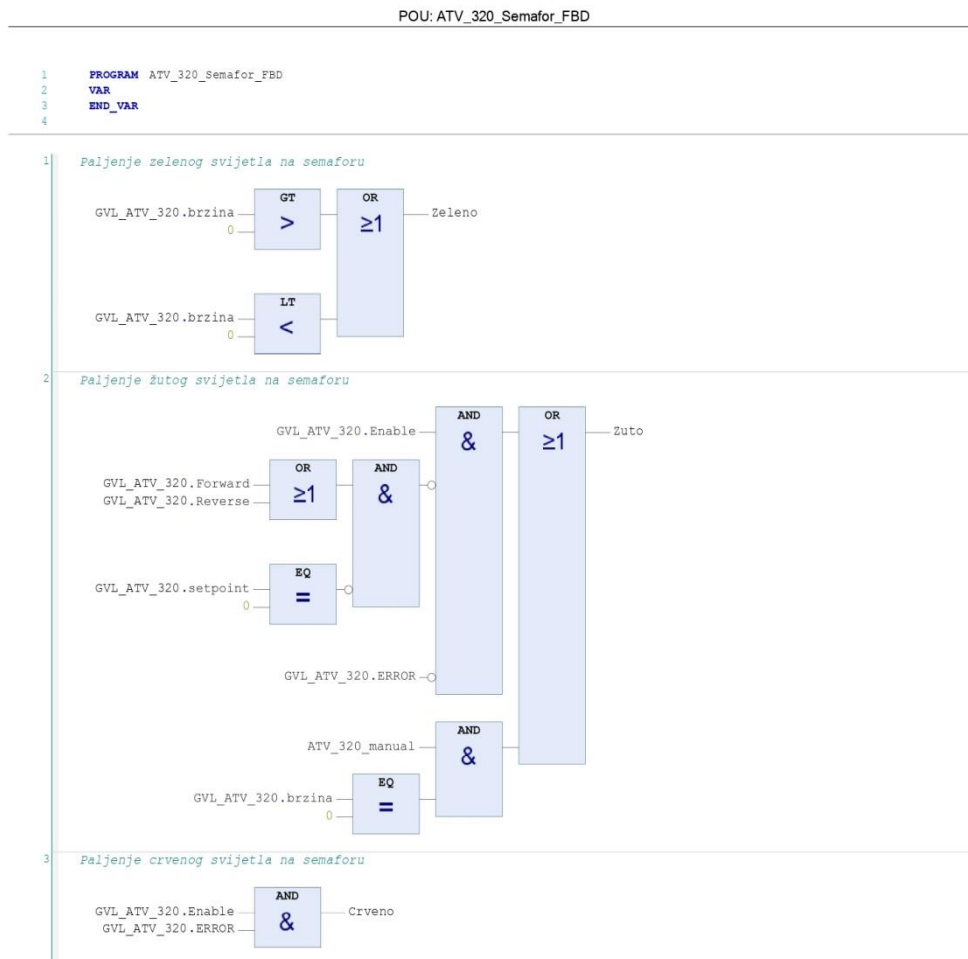 POU: ATV_320_Semafor_FBD
1 PROGRAM ATV_320_Semafor_FBD
2 VAR
3 END_VAR
4
1 Paljenje zelenog svijetla na semaforu
GT OR
GVL_ATV_320.brzina > ≥1 Zeleno
0
LT
GVL_ATV_320.brzina <
0
2 Paljenje žutog svijetla na semaforu
AND OR
GVL_ATV_320.Enable & ≥1 Zuto
OR AND
GVL_ATV_320.Forward ≥1 &
GVL_ATV_320.Reverse
EQ
GVL_ATV_320.setpoint =
0
GVL_ATV_320.ERROR
AND
ATV_320_manual &
EQ
GVL_ATV_320.brzina =
0
3 Paljenje crvenog svijetla na semaforu
AND
GVL_ATV_320.Enable & Crveno
GVL_ATV_320.ERROR